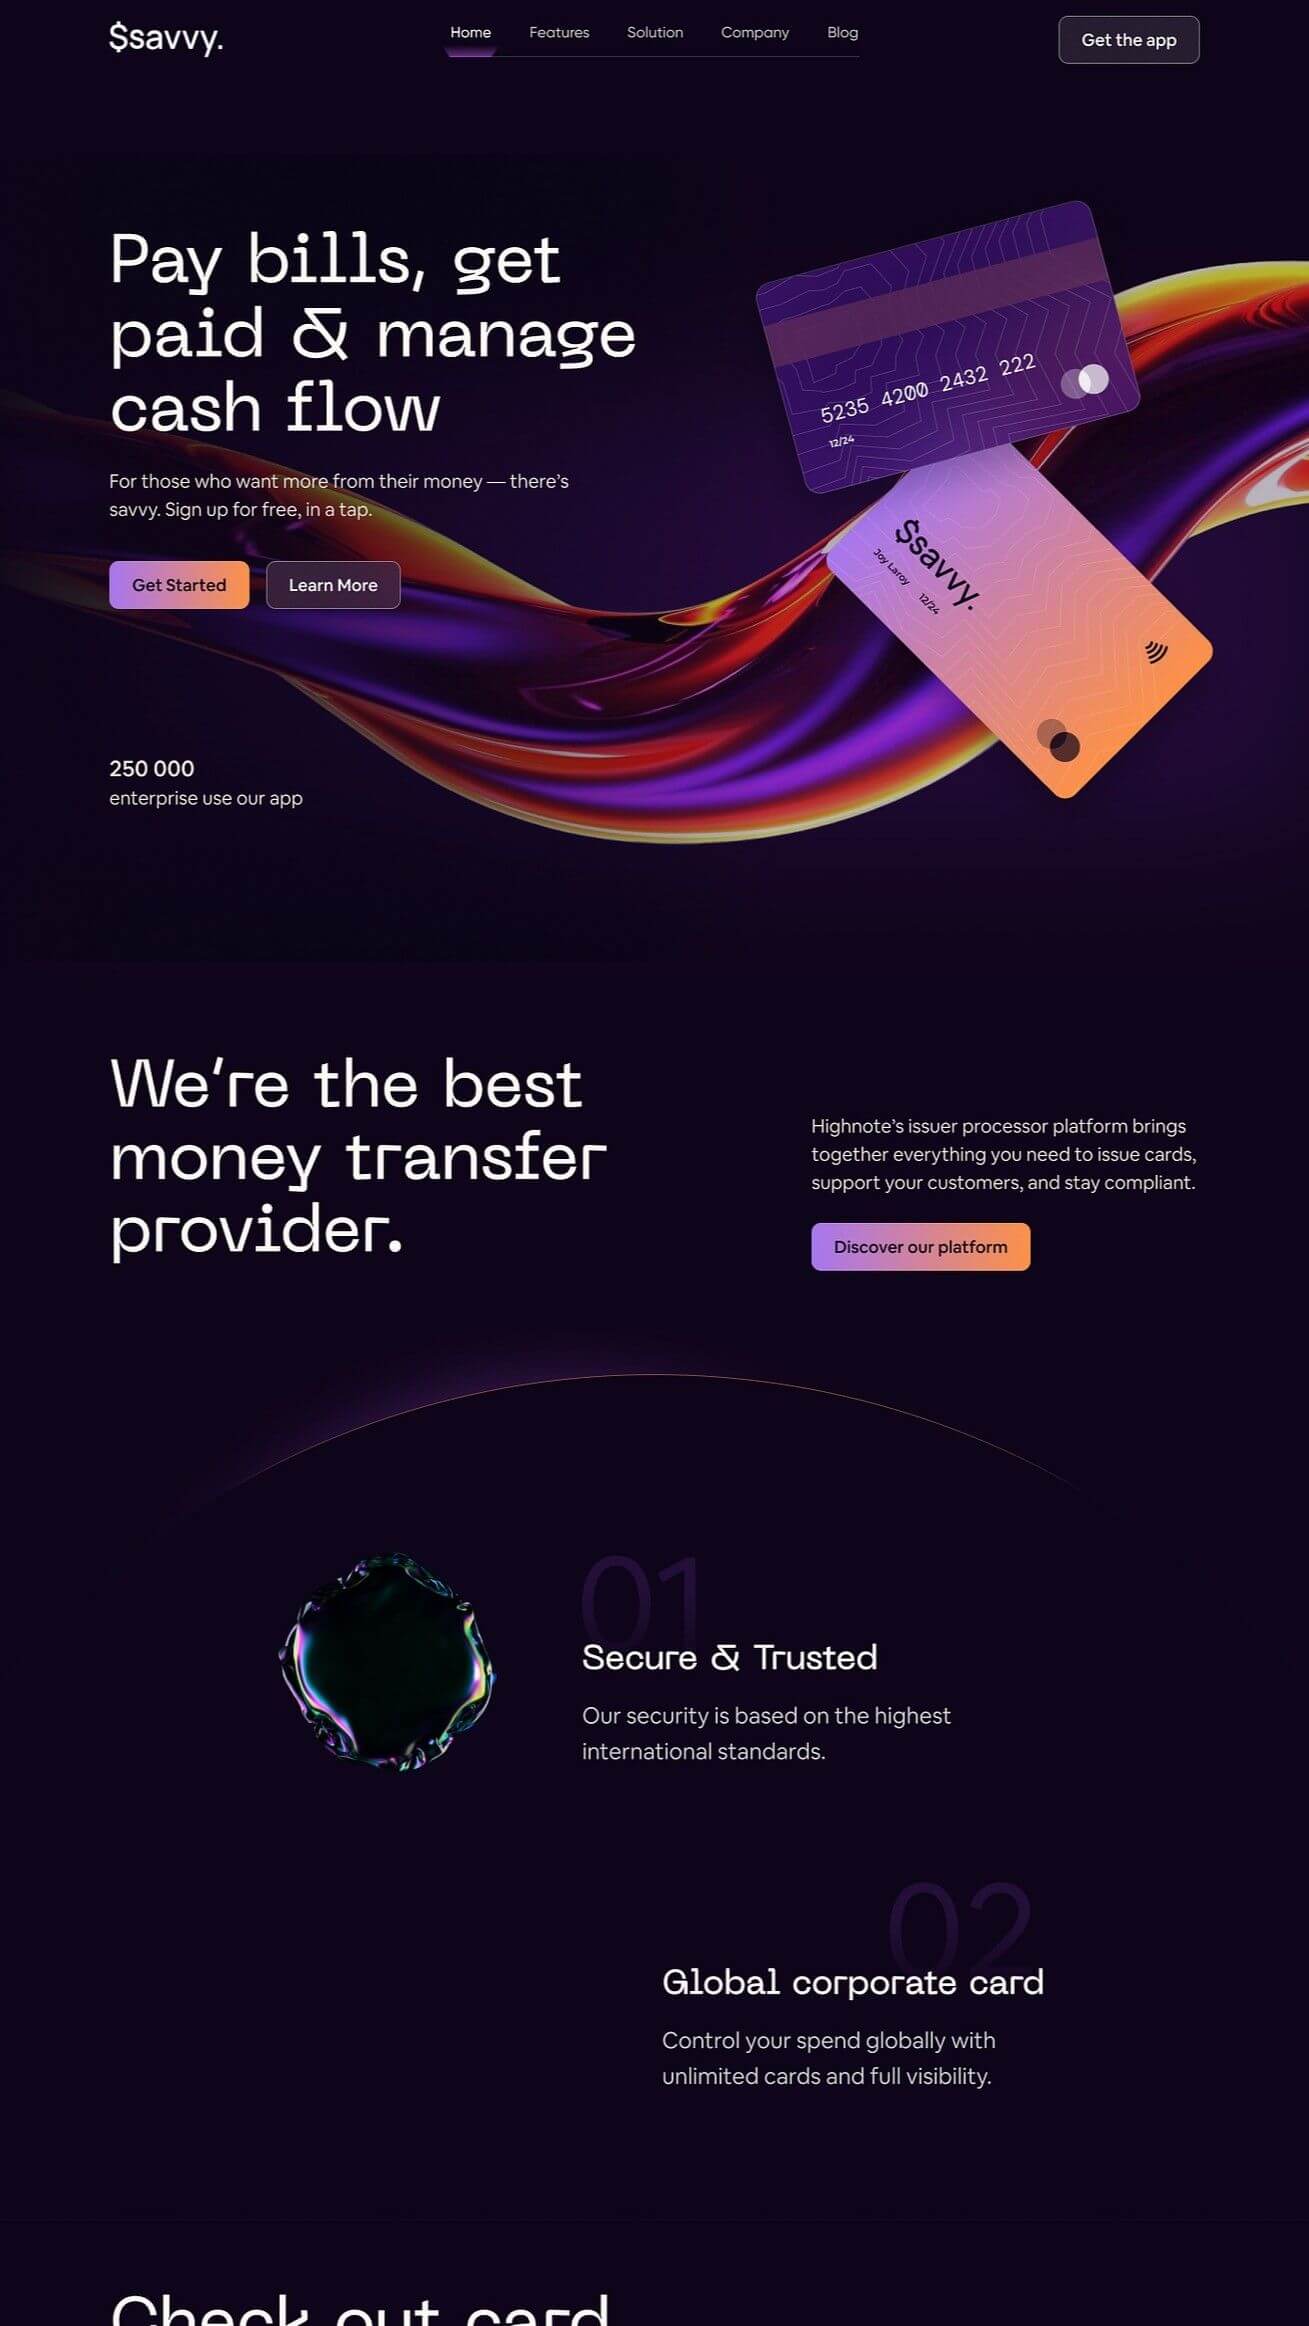 $savvy.
Home
Features
Solution
Company
Blog
Get the app
Pay bills, get
paid & manage
cash flow
For those who want more from their money — there's
savvy. Sign up for free, in a tap.
Get Started
Learn More
5235 4200 2432 222
12/24
$savvy.
Joy Laroy
12/24
250 000
enterprise use our app
We're the best
money transfer
provider.
Highnote's issuer processor platform brings
together everything you need to issue cards,
support your customers, and stay compliant.
Discover our platform
01
Secure & Trusted
Our security is based on the highest
international standards.
02
Global corporate card
Control your spend globally with
unlimited cards and full visibility.
Check out card